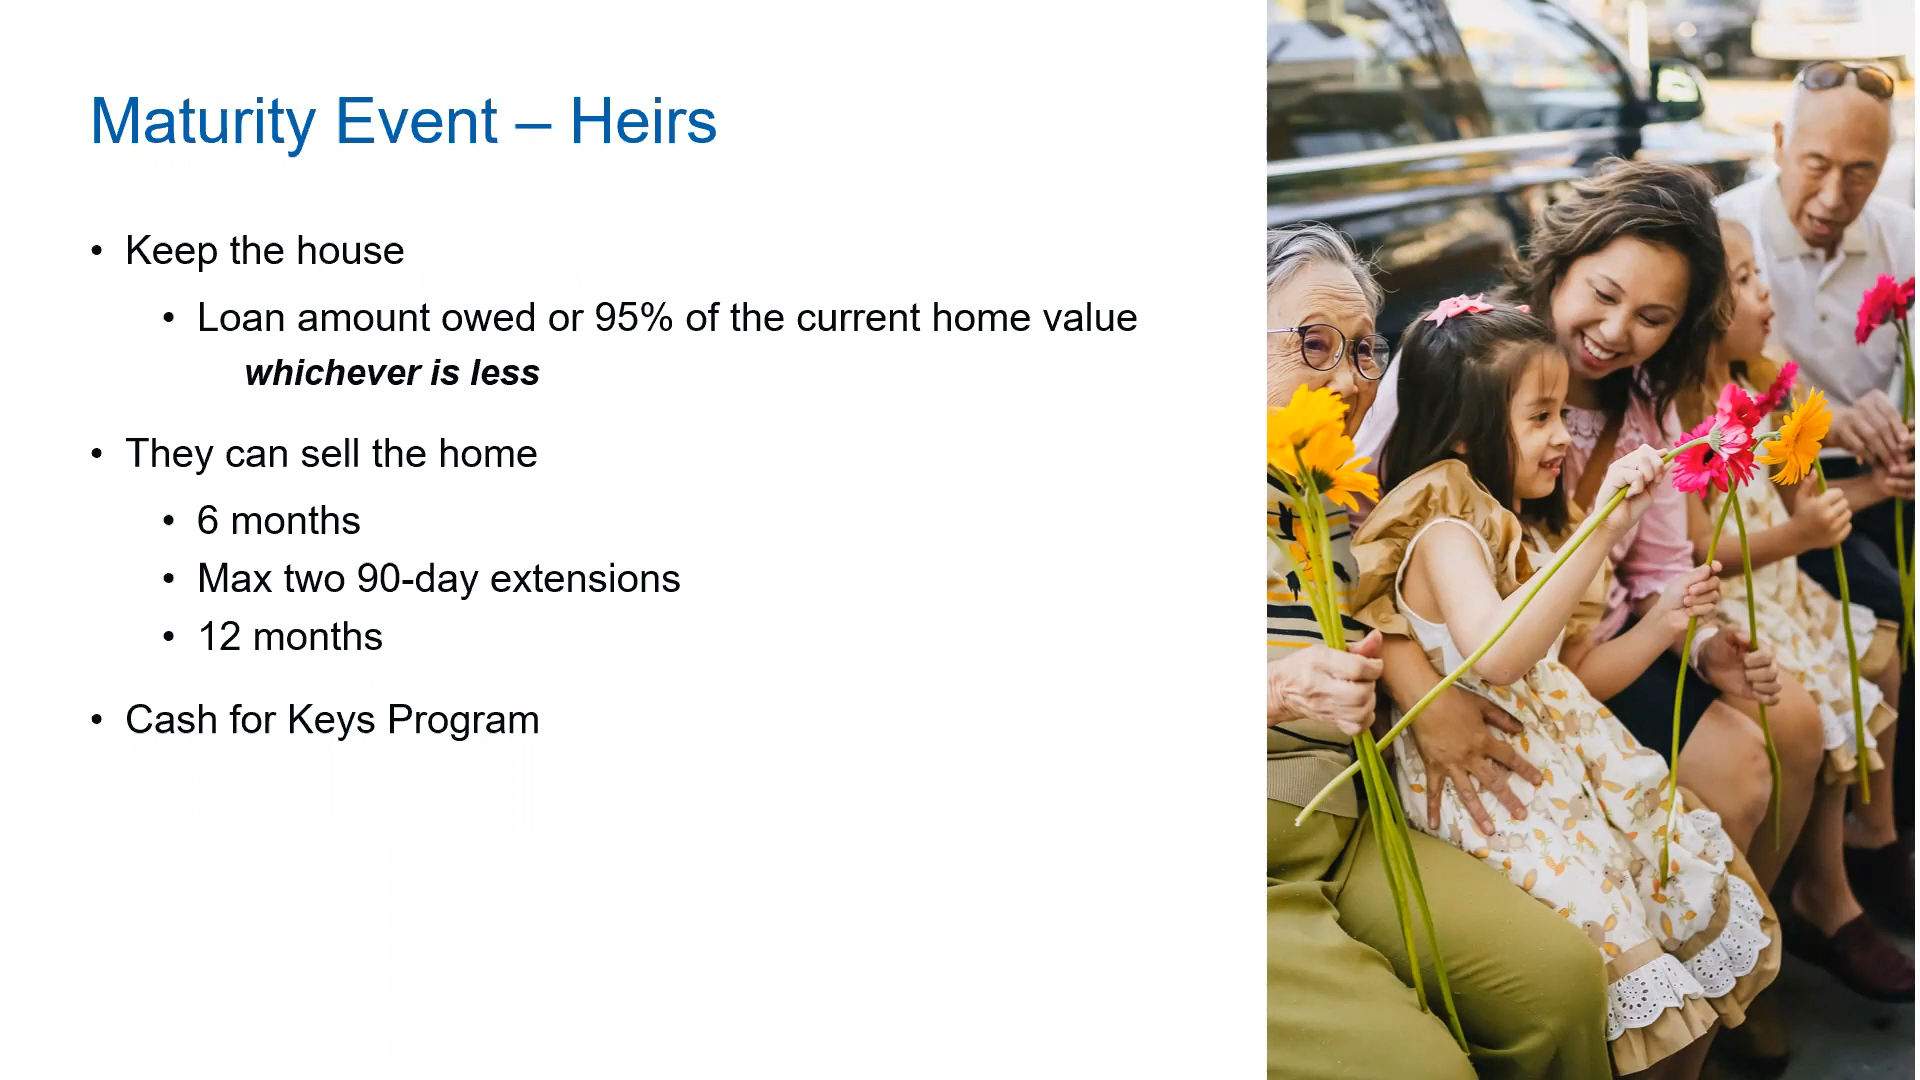 Maturity Event – Heirs
• Keep the house
• Loan amount owed or 95% of the current home value
whichever is less
• They can sell the home
• 6 months
• Max two 90-day extensions
• 12 months
• Cash for Keys Program